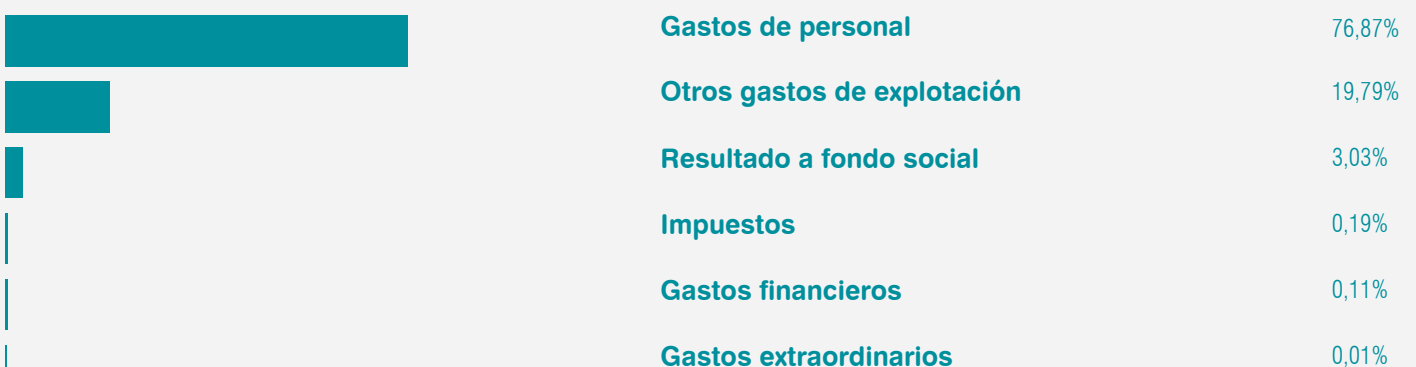 Gastos de personal 76,87%
Otros gastos de explotación 19,79%
Resultado a fondo social 3,03%
Impuestos 0,19%
Gastos financieros 0,11%
Gastos extraordinarios 0,01%